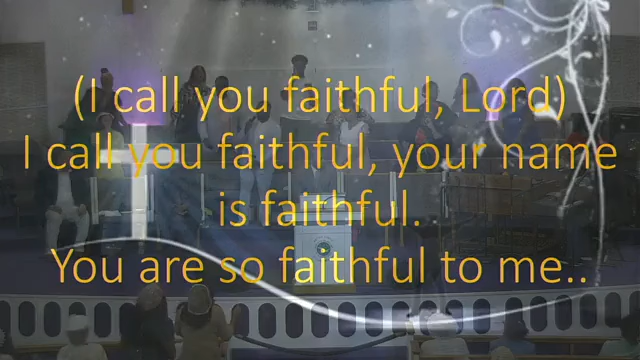 (I call you faithful, Lord)
I call you faithful, your name
is faithful.
You are so faithful to me..